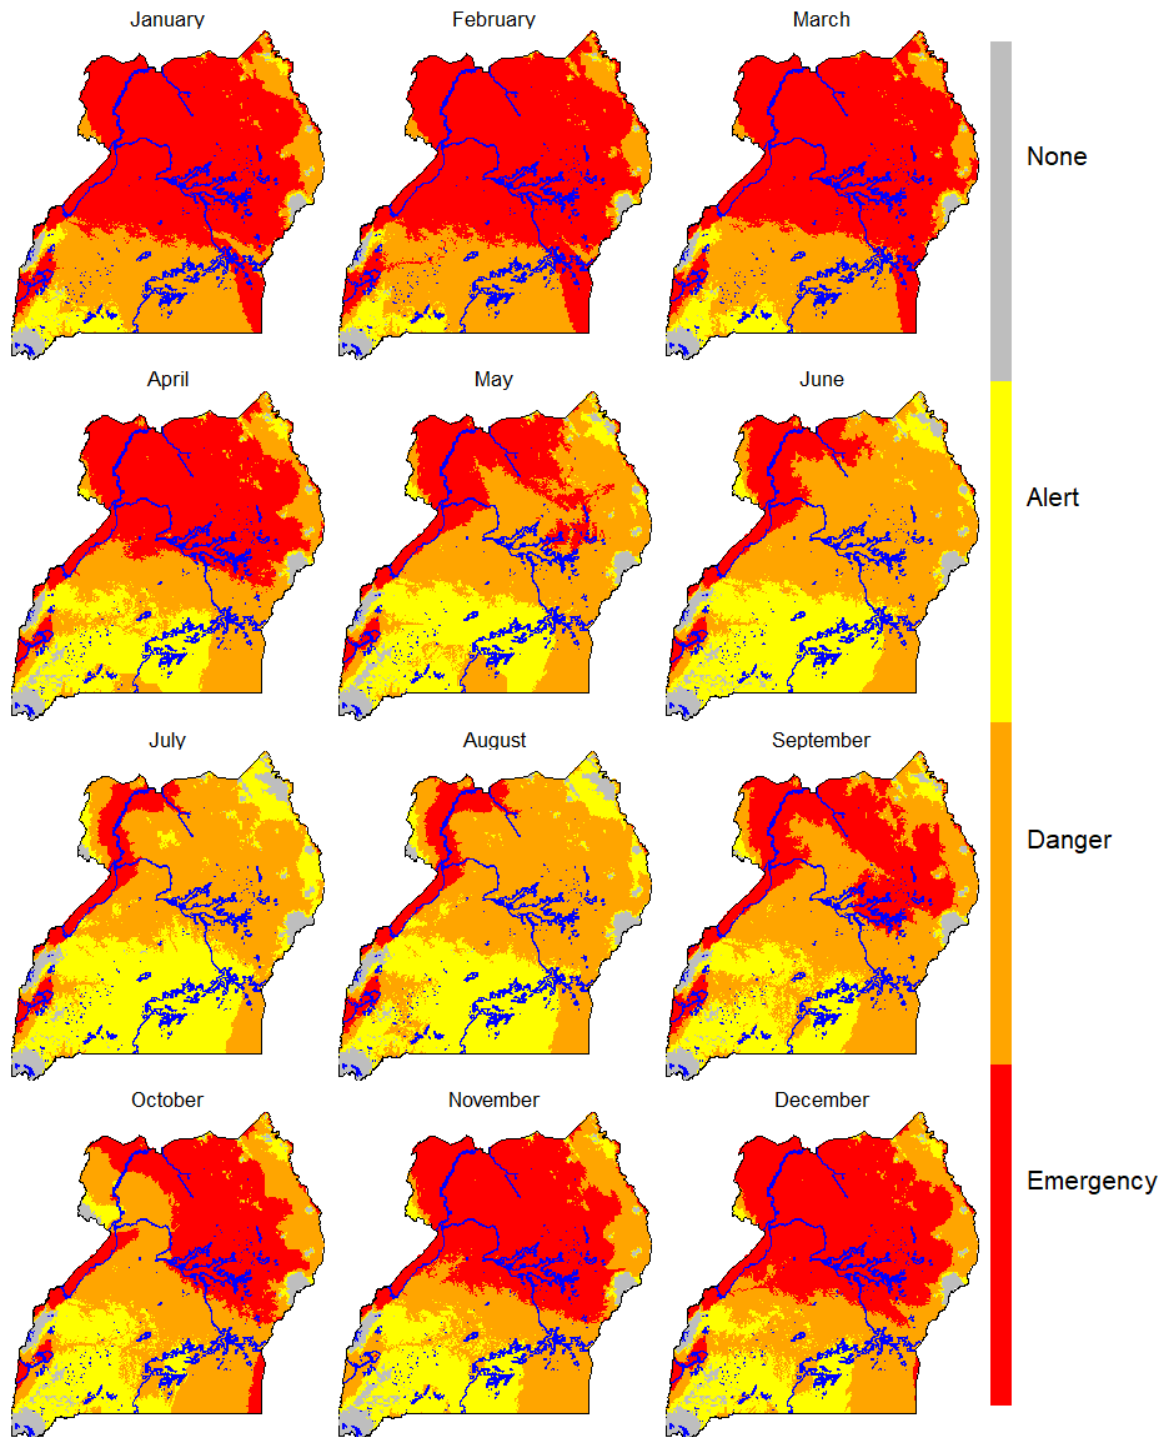 January
February
March
None
April
May
June
Alert
July
August
September
Danger
October
November
December
Emergency